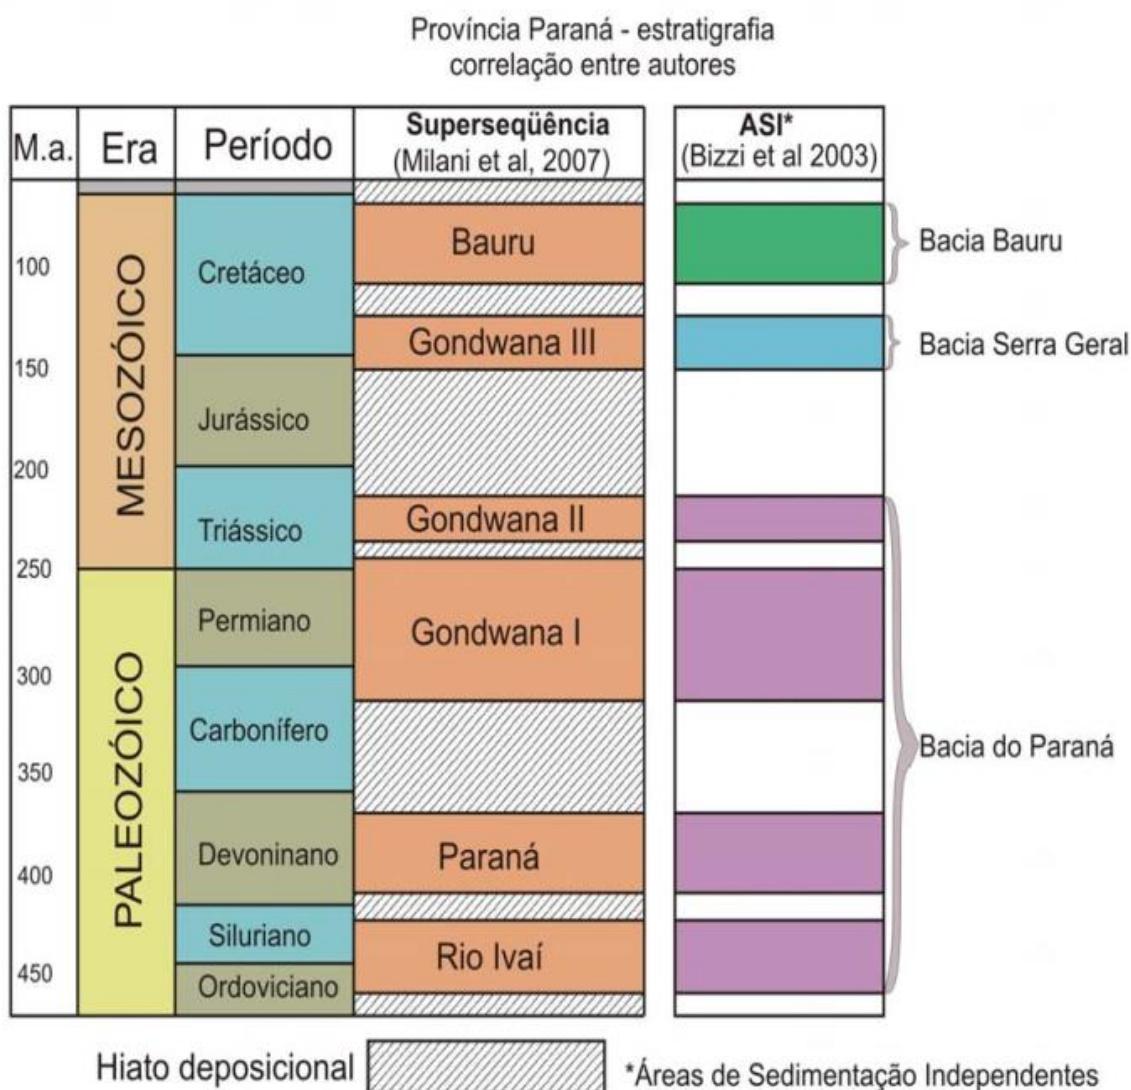 Província Paraná - estratigrafia
correlação entre autores
M.a.
Era
Período
Superseqüência
(Milani et al, 2007)
ASI*
(Bizzi et al 2003)
100
150
200
250
300
350
400
450
MESOZÓICO
PALEOZÓICO
Cretáceo
Jurássico
Triássico
Permiano
Carbonífero
Devoninano
Siluriano
Ordoviciano
Bauru
Gondwana III
Gondwana II
Gondwana I
Paraná
Rio Ivaí
Bacia Bauru
Bacia Serra Geral
Bacia do Paraná
Hiato deposicional
*Áreas de Sedimentação Independentes